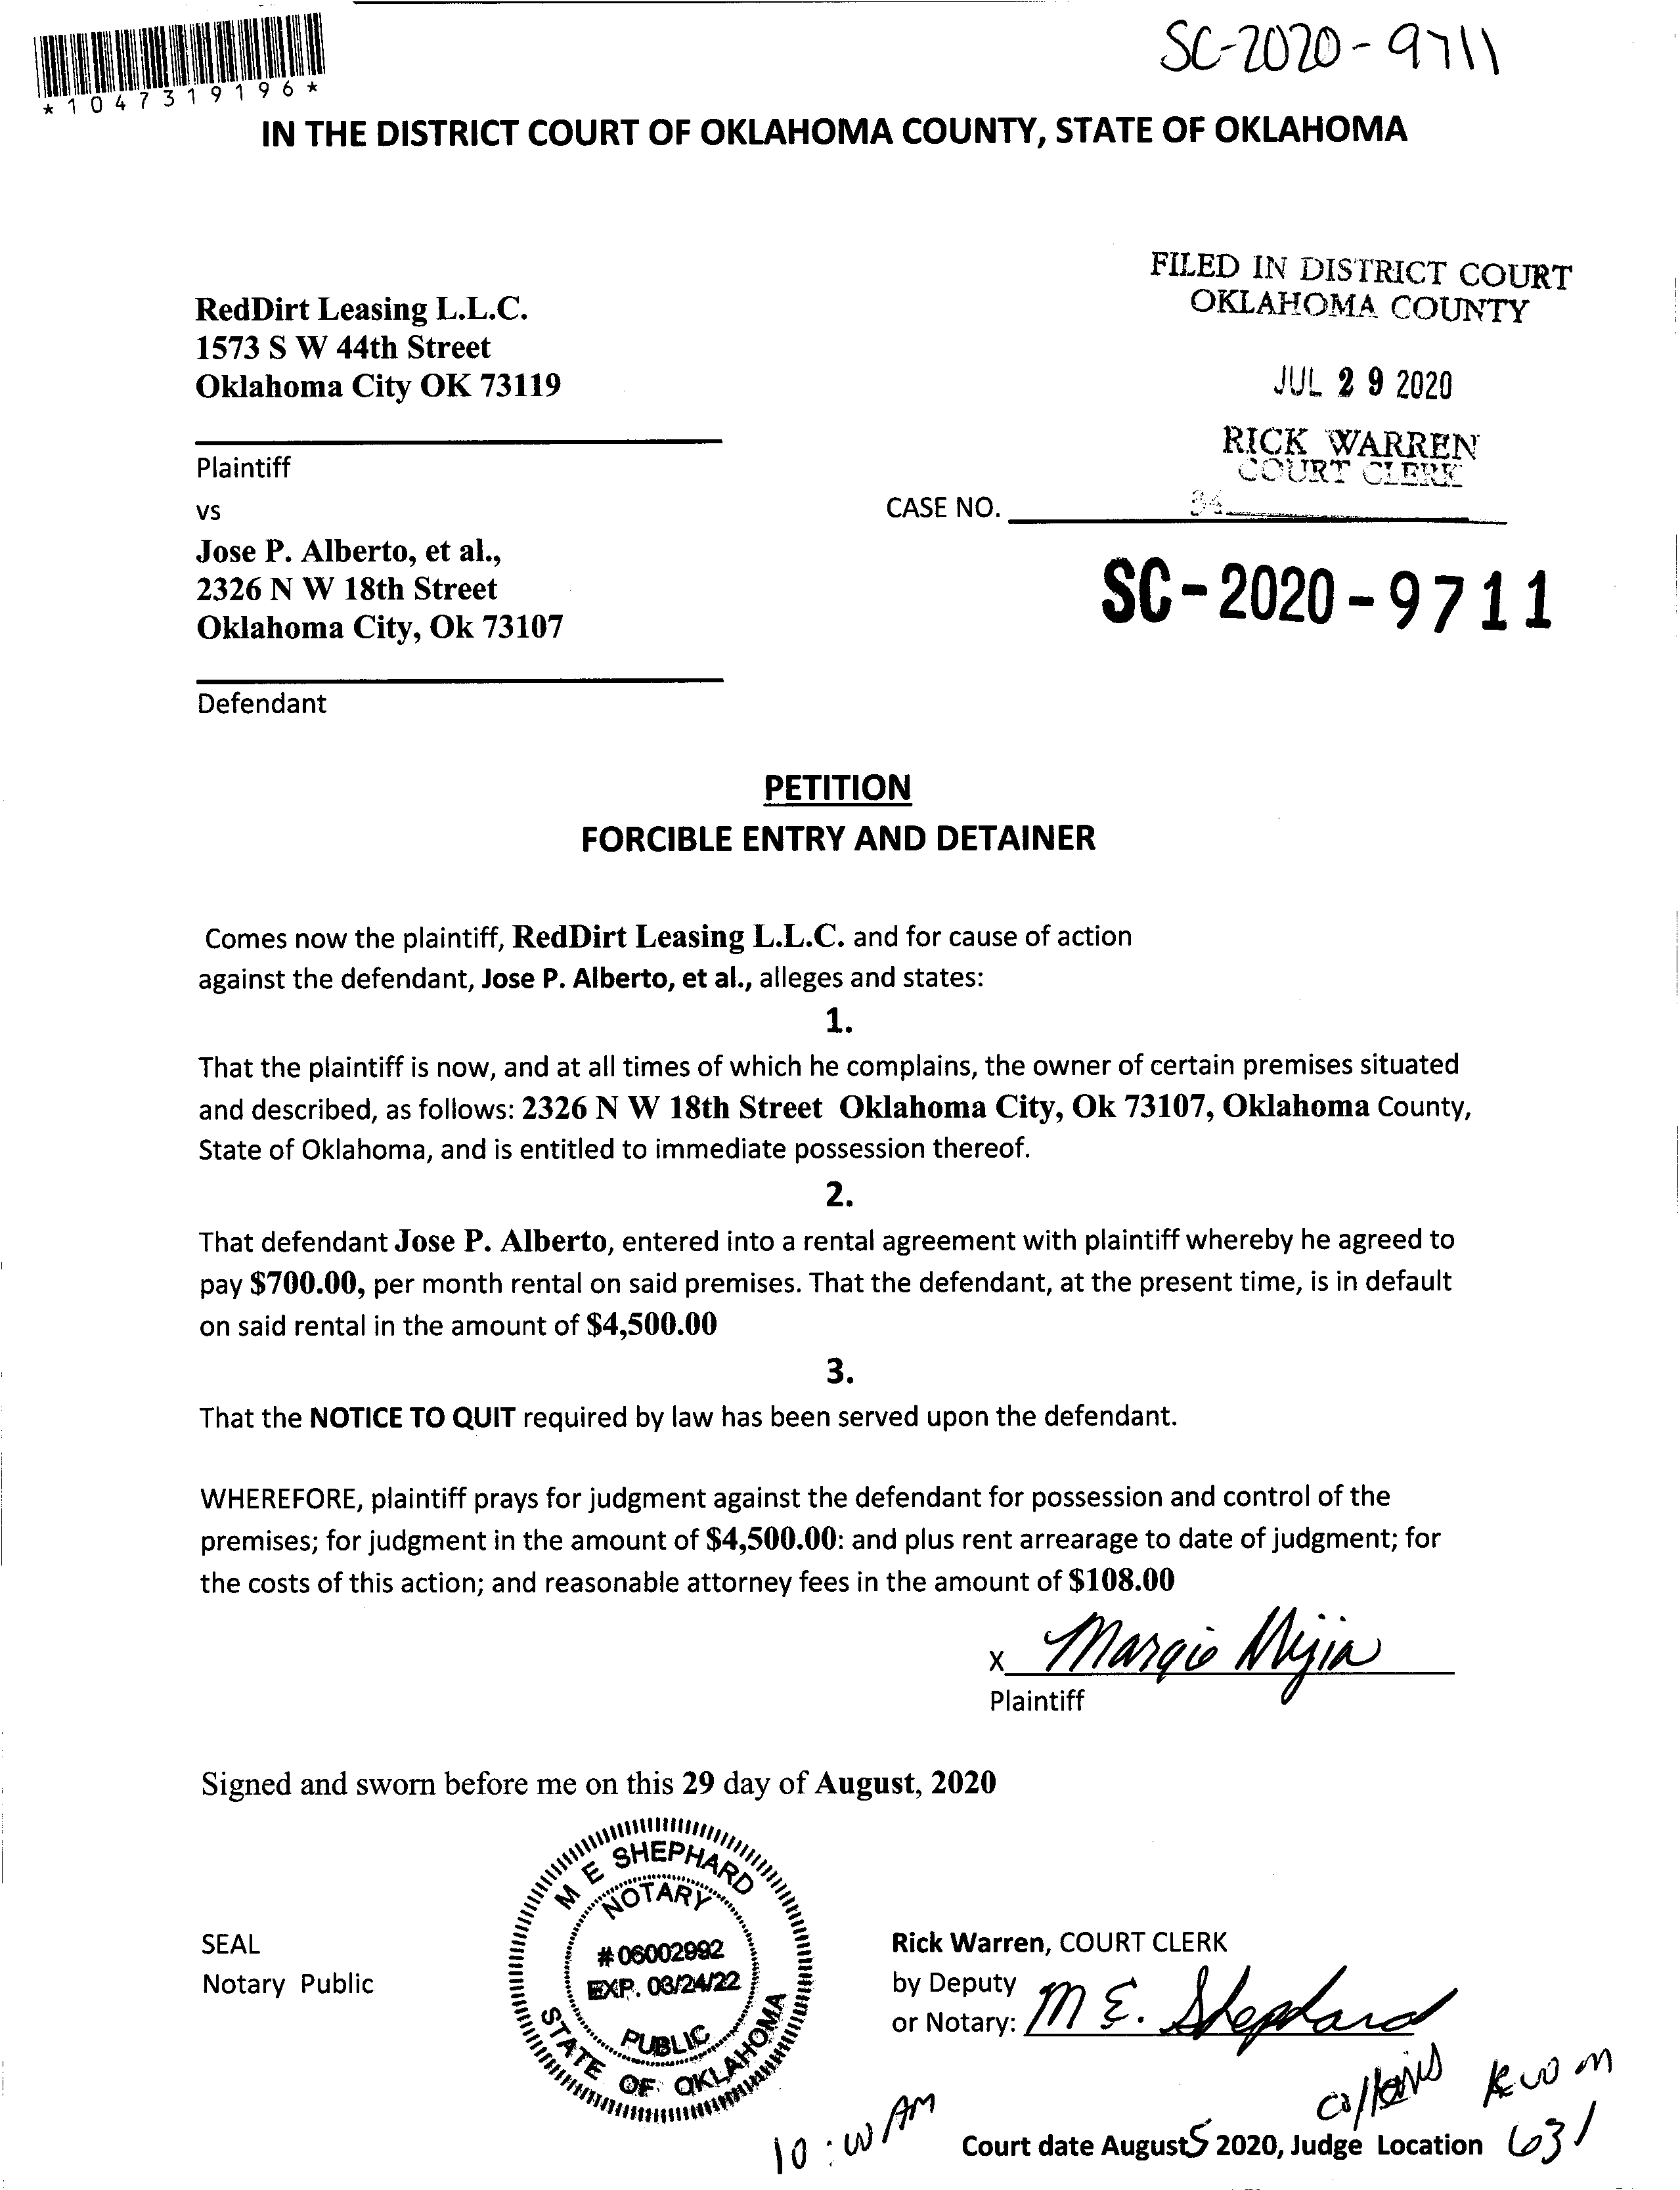 SC-2020-9711
*1047319196*
IN THE DISTRICT COURT OF OKLAHOMA COUNTY, STATE OF OKLAHOMA
FILED IN DISTRICT COURT
OKLAHOMA COUNTY
JUL 29 2020
RICK WARREN
COURT CLERK
34
RedDirt Leasing L.L.C.
1573 S W 44th Street
Oklahoma City OK 73119
Plaintiff
vs
CASE NO.
Jose P. Alberto, et al.,
2326 N W 18th Street
Oklahoma City, Ok 73107
SC-2020-9711
Defendant
PETITION
FORCIBLE ENTRY AND DETAINER
Comes now the plaintiff, RedDirt Leasing L.L.C. and for cause of action
against the defendant, Jose P. Alberto, et al., alleges and states:
1.
That the plaintiff is now, and at all times of which he complains, the owner of certain premises situated
and described, as follows: 2326 N W 18th Street Oklahoma City, Ok 73107, Oklahoma County,
State of Oklahoma, and is entitled to immediate possession thereof.
2.
That defendant Jose P. Alberto, entered into a rental agreement with plaintiff whereby he agreed to
pay $700.00, per month rental on said premises. That the defendant, at the present time, is in default
on said rental in the amount of $4,500.00
3.
That the NOTICE TO QUIT required by law has been served upon the defendant.
WHEREFORE, plaintiff prays for judgment against the defendant for possession and control of the
premises; for judgment in the amount of $4,500.00: and plus rent arrearage to date of judgment; for
the costs of this action; and reasonable attorney fees in the amount of $108.00
X Margie Mijia
Plaintiff
Signed and sworn before me on this 29 day of August, 2020
M E SHEPHARD
NOTARY
#06002992
EXP. 03/24/22
PUBLIC
STATE OF OKLAHOMA
SEAL
Notary Public
Rick Warren, COURT CLERK
by Deputy
or Notary: M E. Shephard
Collins Room
10:00 AM Court date August 5 2020, Judge Location 631